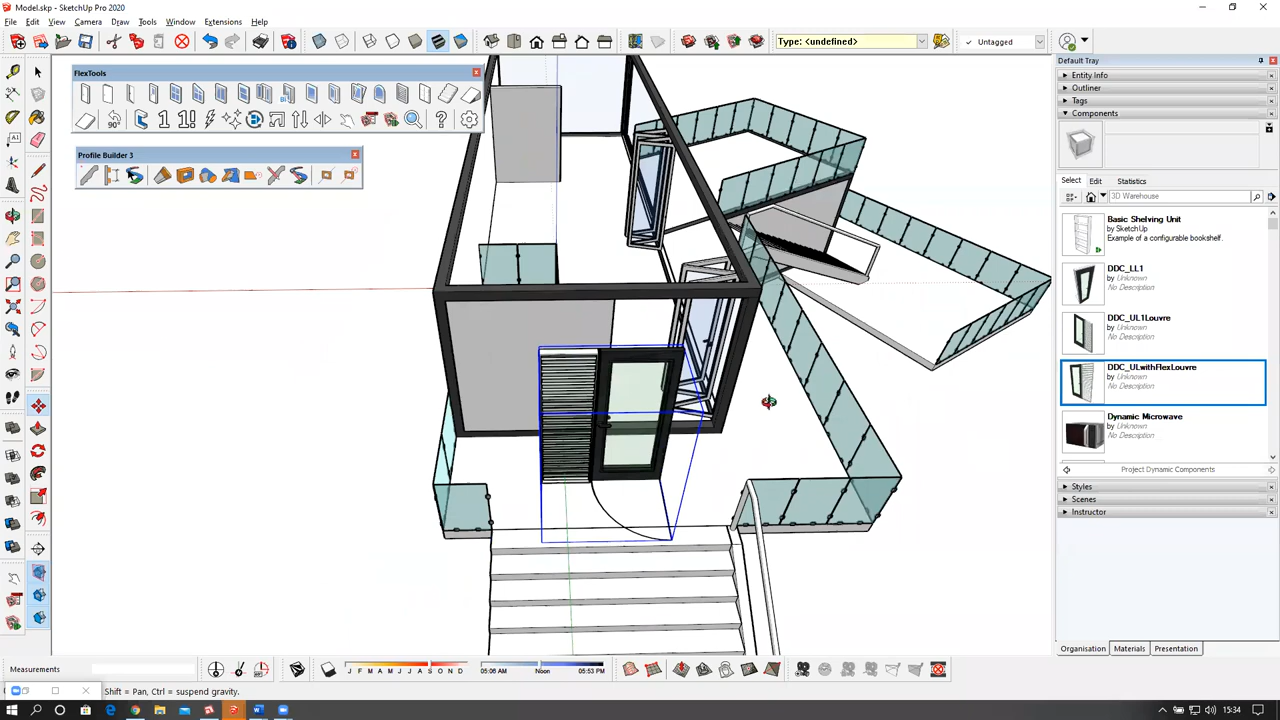 Model.skp - SketchUp Pro 2020
File Edit View Camera Draw Tools Window Extensions Help
Type: <undefined>
Untagged
FlexTools
1 1! ?
90°
Profile Builder 3
Default Tray
Entity Info
Outliner
Tags
Components
Select Edit Statistics
3D Warehouse
Basic Shelving Unit
by SketchUp
Example of a configurable bookshelf.
DDC_LL1
by Unknown
No Description
DDC_UL1Louvre
by Unknown
No Description
DDC_ULwithFlexLouvre
by Unknown
No Description
Dynamic Microwave
by Unknown
No Description
Project Dynamic Components
Styles
Scenes
Instructor
Organisation Materials Presentation
Measurements
J F M A M J J A S O N D
05:06 AM Noon 05:53 PM
Shift = Pan, Ctrl = suspend gravity.
15:34